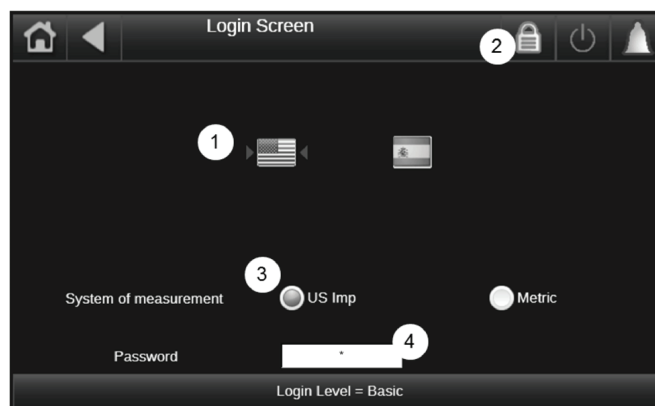 Login Screen
2
1
3
System of measurement US Imp Metric
4
Password *
Login Level = Basic